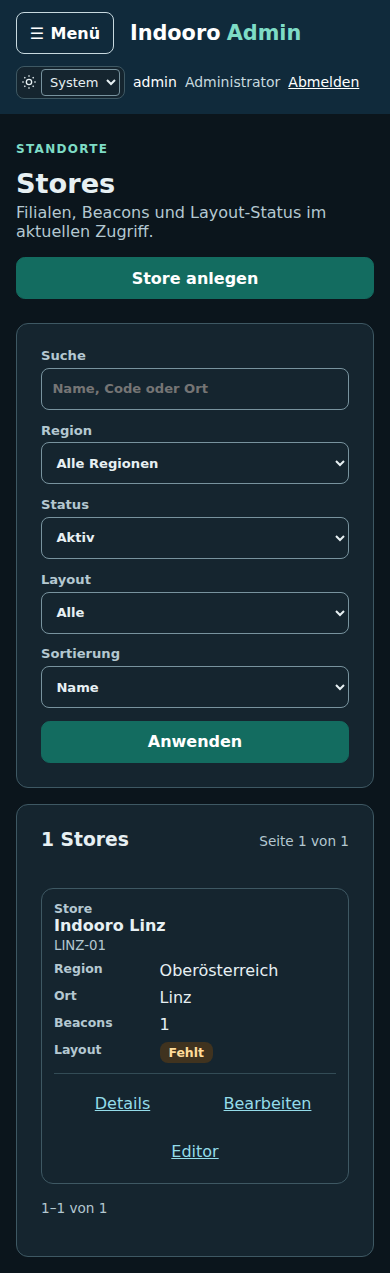 ☰ Menü Indooro Admin
System admin Administrator Abmelden
STANDORTE
Stores
Filialen, Beacons und Layout-Status im
aktuellen Zugriff.
Store anlegen
Suche
Name, Code oder Ort
Region
Alle Regionen
Status
Aktiv
Layout
Alle
Sortierung
Name
Anwenden
1 Stores Seite 1 von 1
Store
Indooro Linz
LINZ-01
Region Oberösterreich
Ort Linz
Beacons 1
Layout Fehlt
Details Bearbeiten
Editor
1–1 von 1